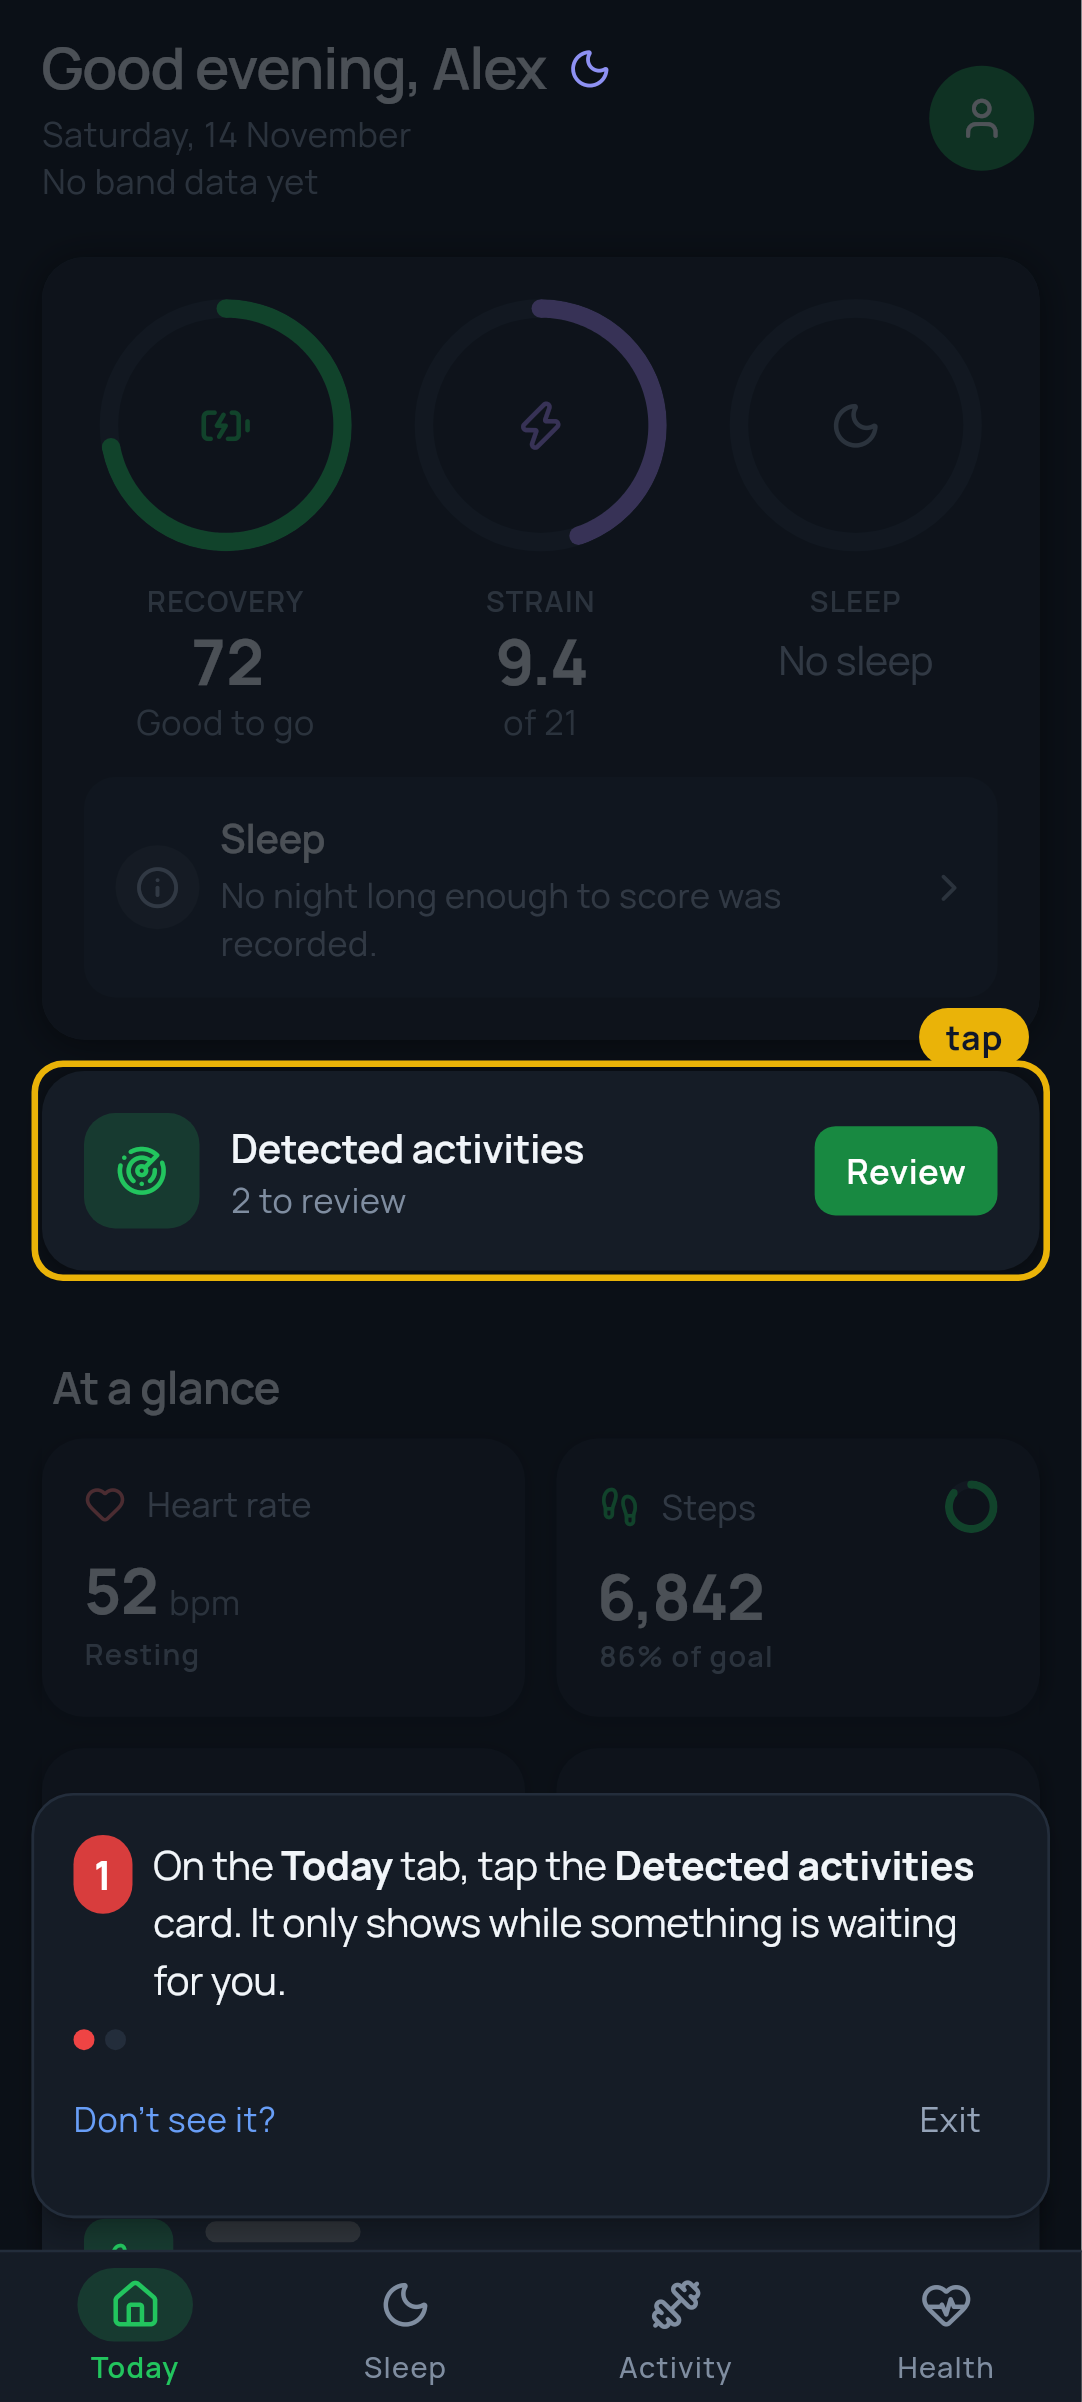 Good evening, Alex
Saturday, 14 November
No band data yet
RECOVERY
72
Good to go
STRAIN
9.4
of 21
SLEEP
No sleep
Sleep
No night long enough to score was
recorded.
tap
Detected activities
2 to review
Review
At a glance
Heart rate
52 bpm
Resting
Steps
6,842
86% of goal
1
On the Today tab, tap the Detected activities
card. It only shows while something is waiting
for you.
Don’t see it?
Exit
Today
Sleep
Activity
Health